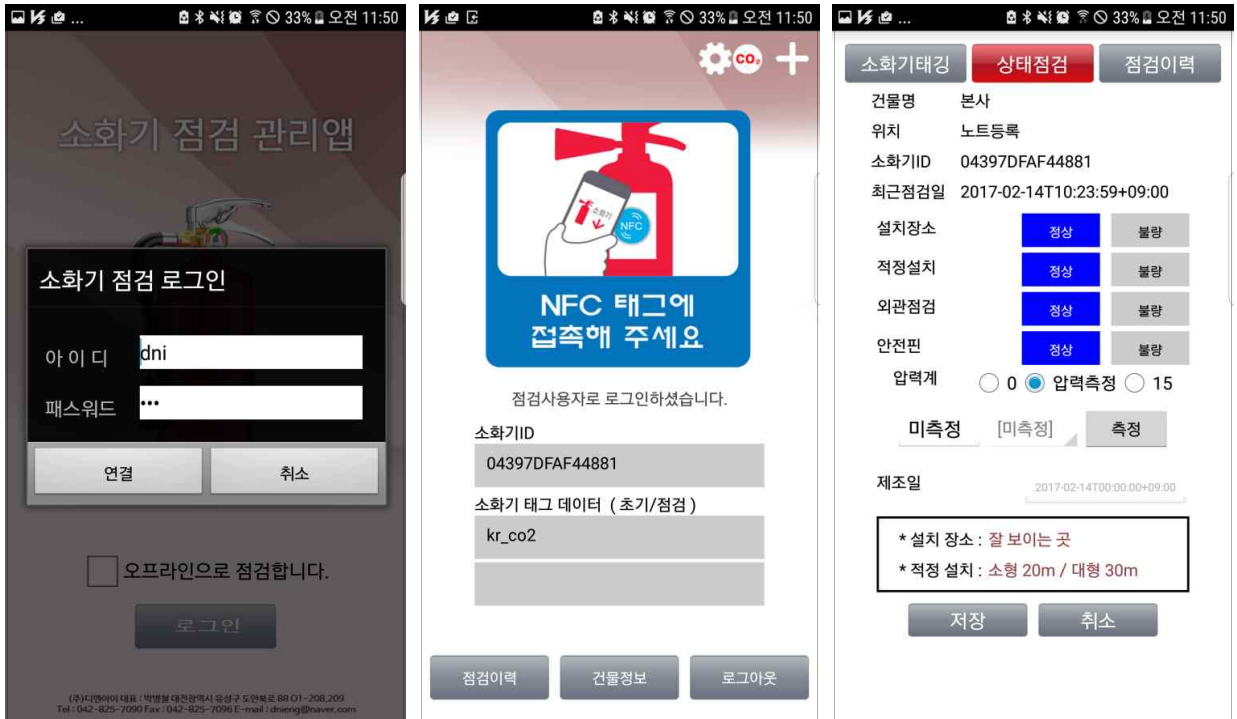 ... 33% 오전 11:50
소화기 점검 관리앱
소화기 점검 로그인
아 이 디 dni
패스워드 •••
연결 취소
오프라인으로 점검합니다.
로그인
(주)디엔아이 대표 : 박병철 대전광역시 유성구 도안북로 88 O1-208,209
Tel : 042-825-7090 Fax : 042-825-7096 E-mail : dnieng@naver.com
33% 오전 11:50
CO₂
소화기
NFC
NFC 태그에
접촉해 주세요
점검사용자로 로그인하셨습니다.
소화기ID
04397DFAF44881
소화기 태그 데이터 ( 초기/점검 )
kr_co2
점검이력 건물정보 로그아웃
... 33% 오전 11:50
소화기태깅 상태점검 점검이력
건물명 본사
위치 노트등록
소화기ID 04397DFAF44881
최근점검일 2017-02-14T10:23:59+09:00
설치장소 정상 불량
적정설치 정상 불량
외관점검 정상 불량
안전핀 정상 불량
압력계 0 압력측정 15
미측정 [미측정] 측정
제조일 2017-02-14T00:00:00+09:00
* 설치 장소 : 잘 보이는 곳
* 적정 설치 : 소형 20m / 대형 30m
저장 취소